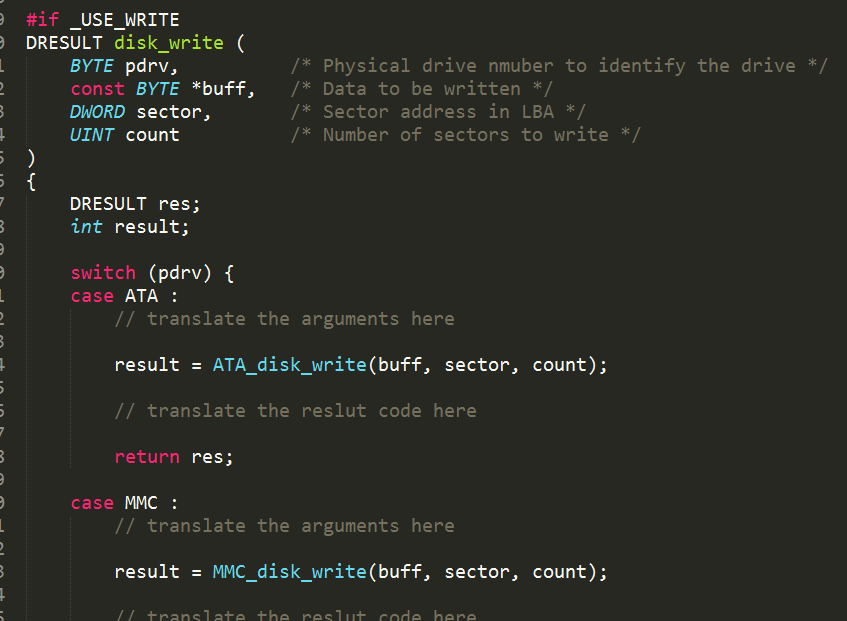 #if _USE_WRITE
DRESULT disk_write (
BYTE pdrv, /* Physical drive nmuber to identify the drive */
const BYTE *buff, /* Data to be written */
DWORD sector, /* Sector address in LBA */
UINT count /* Number of sectors to write */
)
{
DRESULT res;
int result;
switch (pdrv) {
case ATA :
// translate the arguments here
result = ATA_disk_write(buff, sector, count);
// translate the reslut code here
return res;
case MMC :
// translate the arguments here
result = MMC_disk_write(buff, sector, count);
// translate the reslut code here